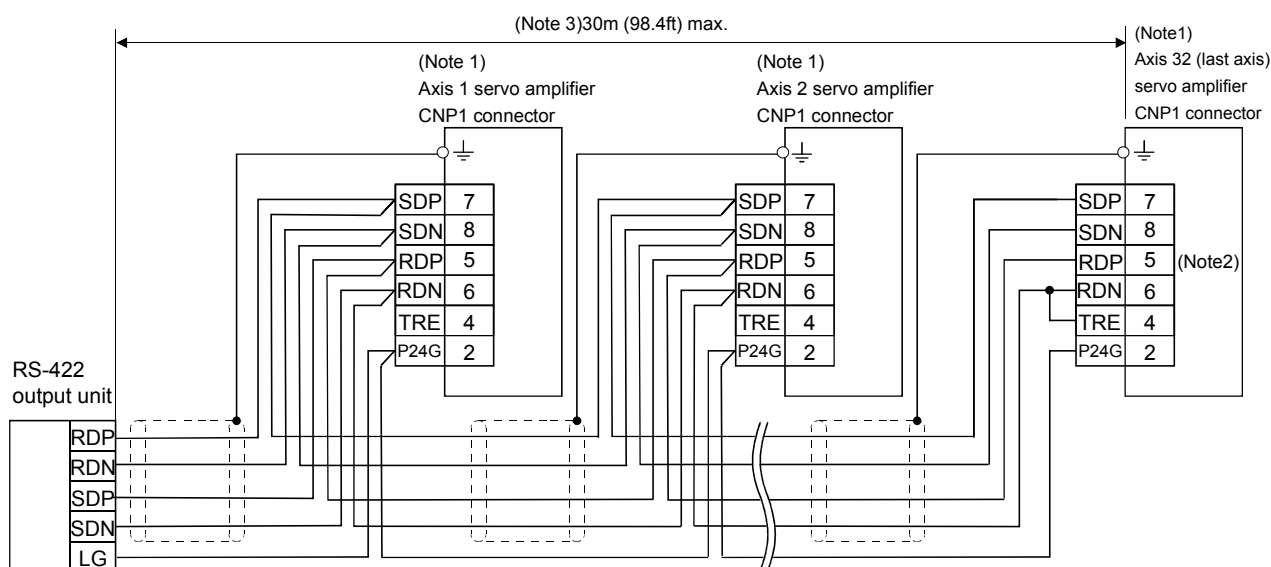 (Note 3)30m (98.4ft) max.
(Note 1)
Axis 1 servo amplifier
CNP1 connector
(Note 1)
Axis 2 servo amplifier
CNP1 connector
(Note1)
Axis 32 (last axis)
servo amplifier
CNP1 connector
SDP 7
SDN 8
RDP 5
RDN 6
TRE 4
P24G 2
SDP 7
SDN 8
RDP 5
RDN 6
TRE 4
P24G 2
SDP 7
SDN 8
RDP 5
RDN 6
TRE 4
P24G 2
(Note2)
RS-422
output unit
RDP
RDN
SDP
SDN
LG